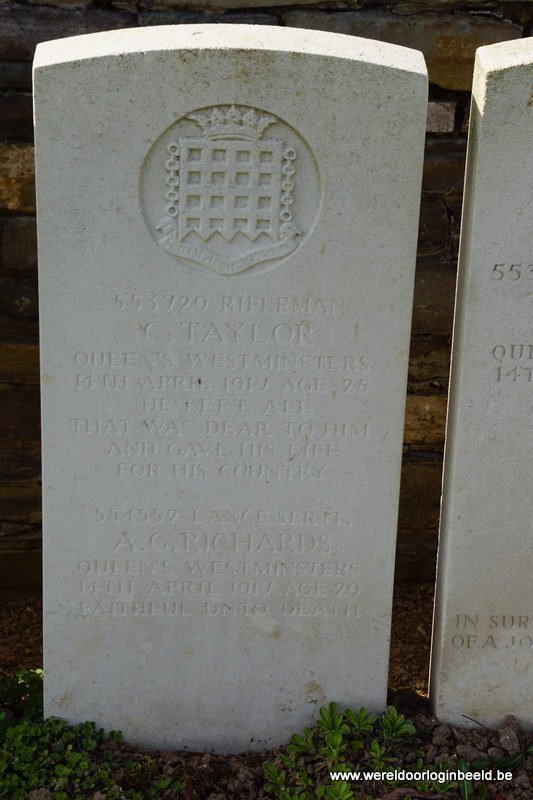 553729 RIFLEMAN
C. TAYLOR
QUEEN'S WESTMINSTERS
14TH APRIL 1917 AGE 25
HE LEFT ALL
THAT WAS DEAR TO HIM
AND GAVE HIS LIFE
FOR HIS COUNTRY
554552 LANCE SERJT.
A.G. RICHARDS
QUEEN'S WESTMINSTERS
14TH APRIL 1917 AGE 29
FAITHFUL UNTO DEATH
553
QUE
14T
IN SUR
OF A JO
www.wereldoorloginbeeld.be